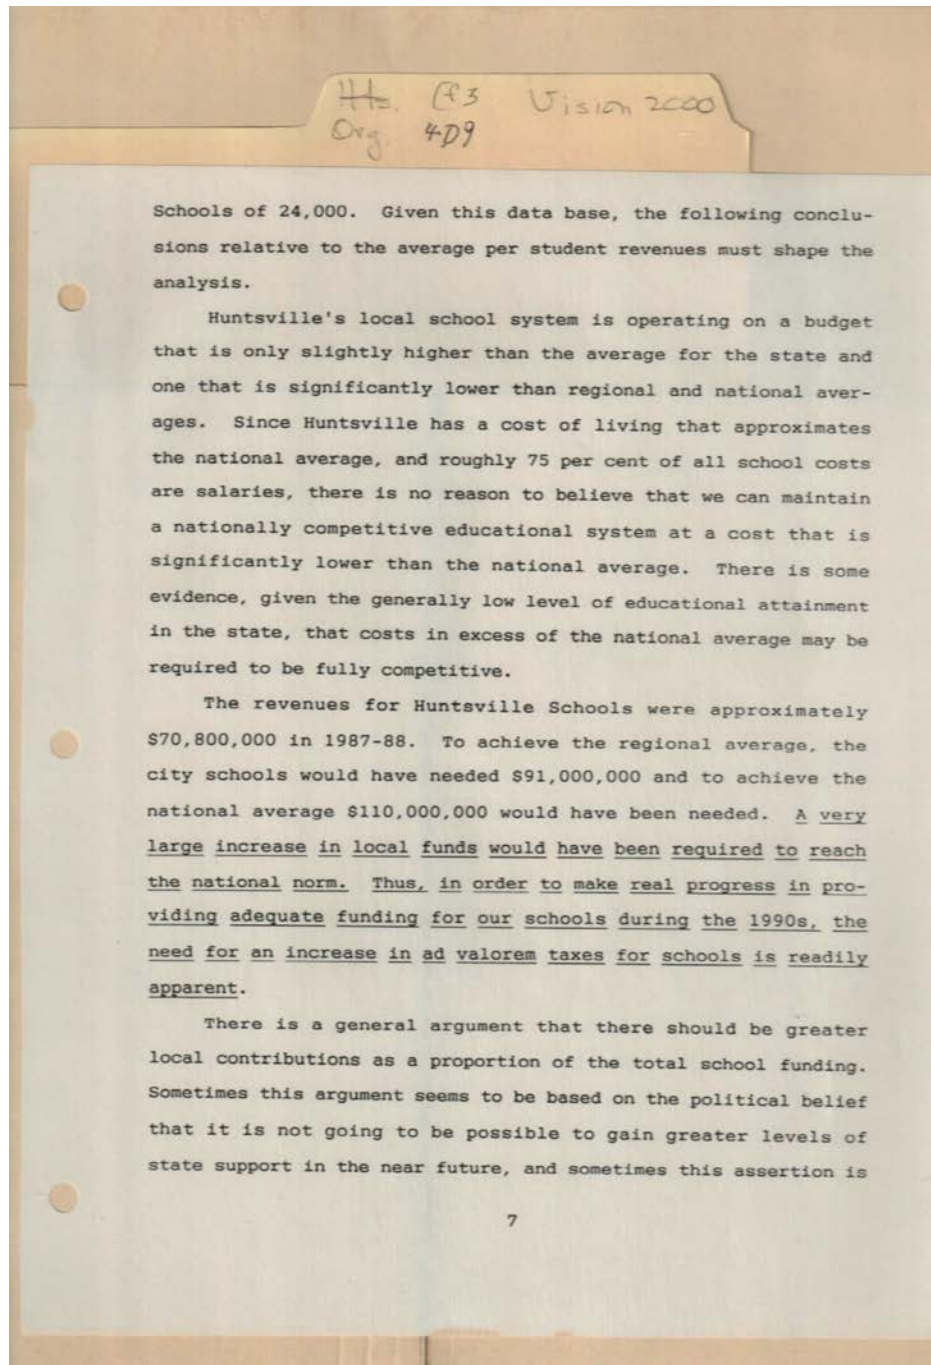 Hts. Cf3 Vision 2000
Org. 4D9
Schools of 24,000. Given this data base, the following conclu-
sions relative to the average per student revenues must shape the
analysis.
Huntsville's local school system is operating on a budget
that is only slightly higher than the average for the state and
one that is significantly lower than regional and national aver-
ages. Since Huntsville has a cost of living that approximates
the national average, and roughly 75 per cent of all school costs
are salaries, there is no reason to believe that we can maintain
a nationally competitive educational system at a cost that is
significantly lower than the national average. There is some
evidence, given the generally low level of educational attainment
in the state, that costs in excess of the national average may be
required to be fully competitive.
The revenues for Huntsville Schools were approximately
$70,800,000 in 1987-88. To achieve the regional average, the
city schools would have needed $91,000,000 and to achieve the
national average $110,000,000 would have been needed. A very
large increase in local funds would have been required to reach
the national norm. Thus, in order to make real progress in pro-
viding adequate funding for our schools during the 1990s, the
need for an increase in ad valorem taxes for schools is readily
apparent.
There is a general argument that there should be greater
local contributions as a proportion of the total school funding.
Sometimes this argument seems to be based on the political belief
that it is not going to be possible to gain greater levels of
state support in the near future, and sometimes this assertion is
7